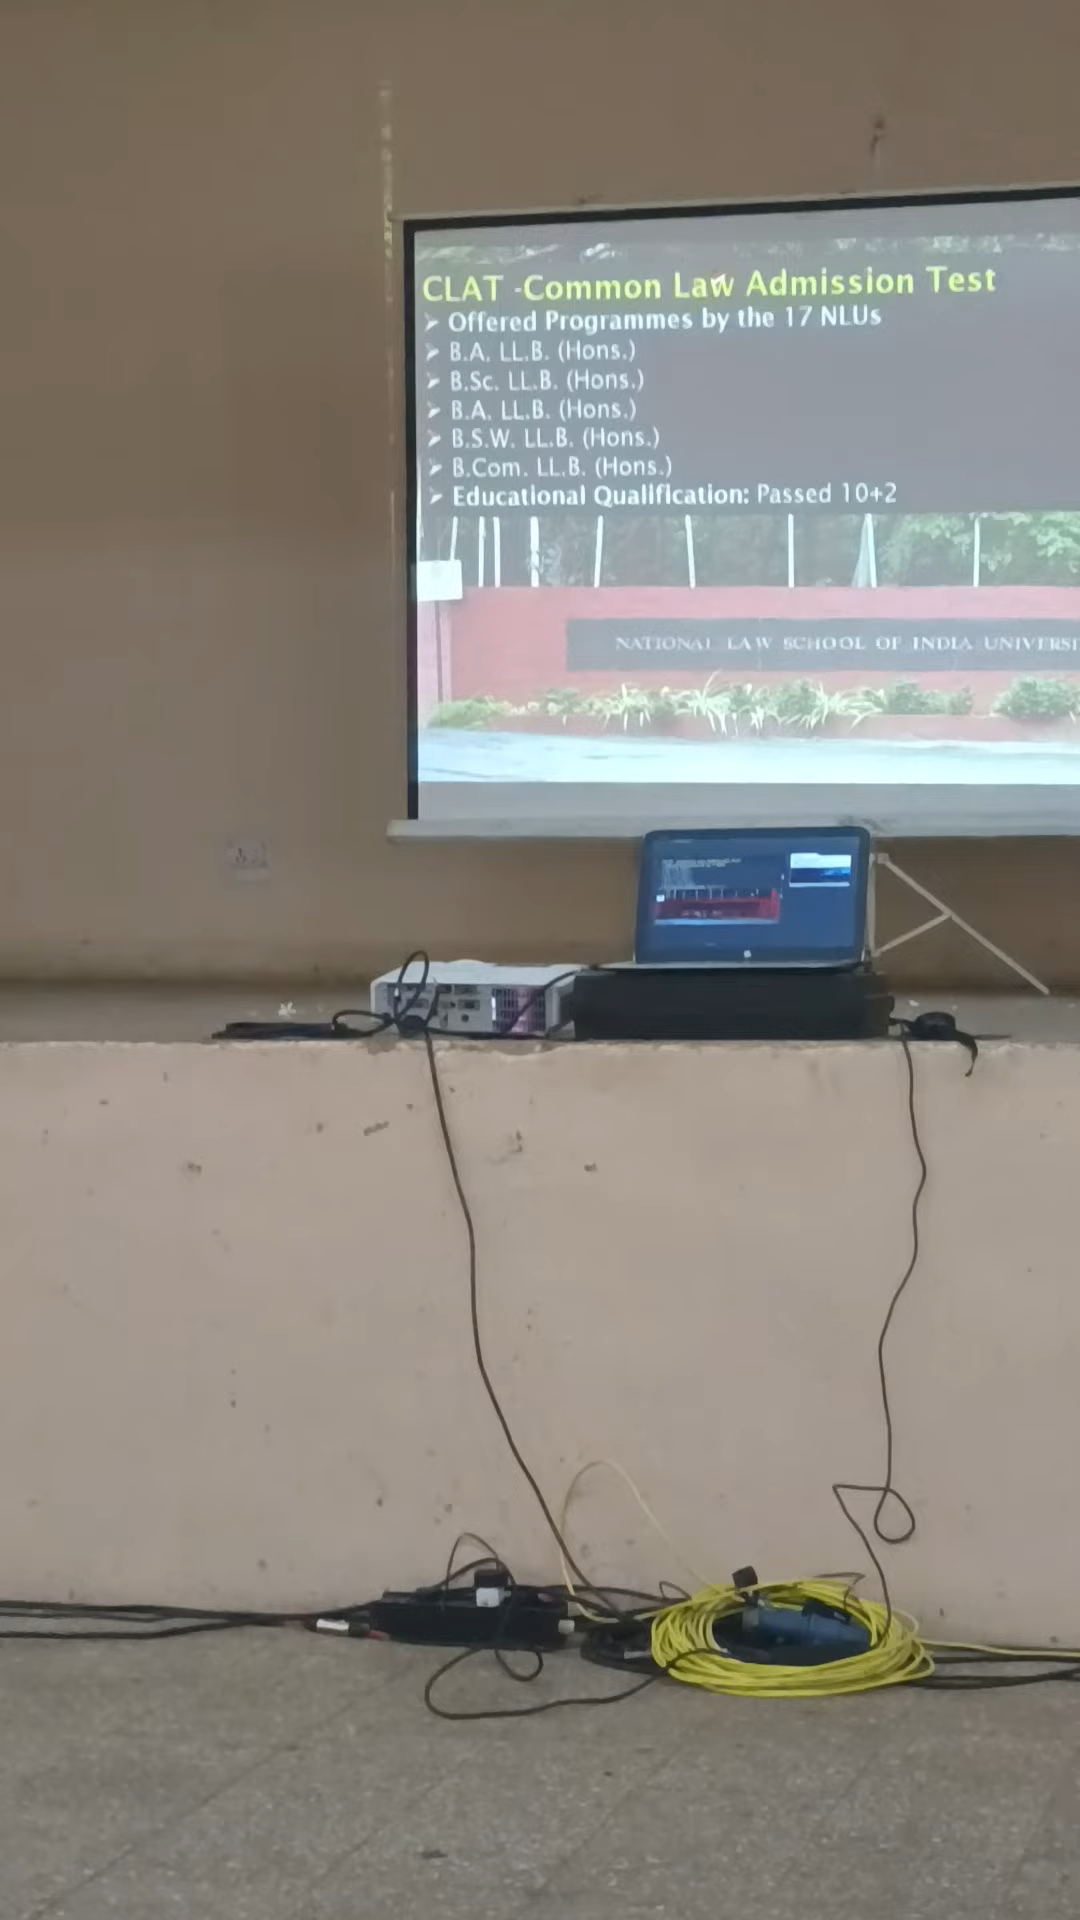 CLAT -Common Law Admission Test
➢ Offered Programmes by the 17 NLUs
➢ B.A. LL.B. (Hons.)
➢ B.Sc. LL.B. (Hons.)
➢ B.A. LL.B. (Hons.)
➢ B.S.W. LL.B. (Hons.)
➢ B.Com. LL.B. (Hons.)
➢ Educational Qualification: Passed 10+2
NATIONAL LAW SCHOOL OF INDIA UNIVERSI